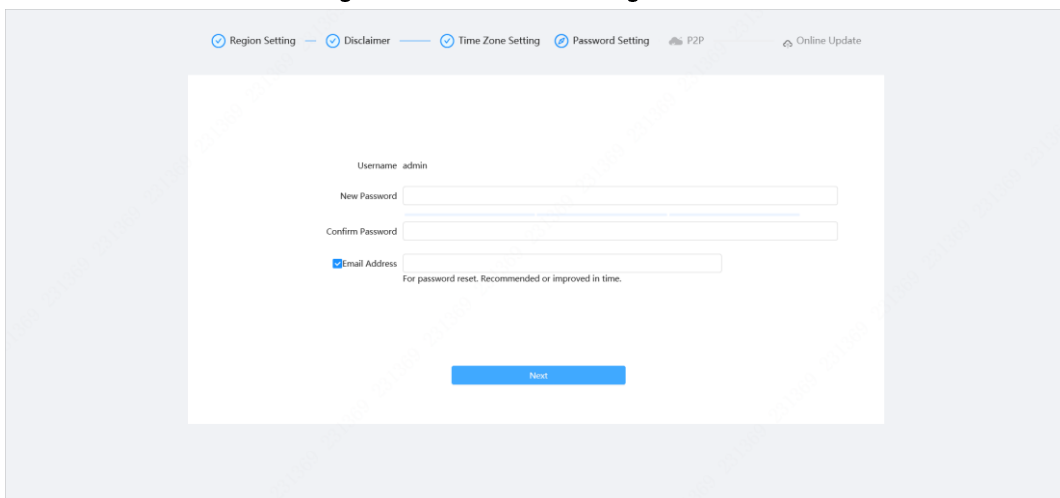 Region Setting Disclaimer Time Zone Setting Password Setting P2P Online Update
Username admin
New Password
Confirm Password
Email Address
For password reset. Recommended or improved in time.
Next